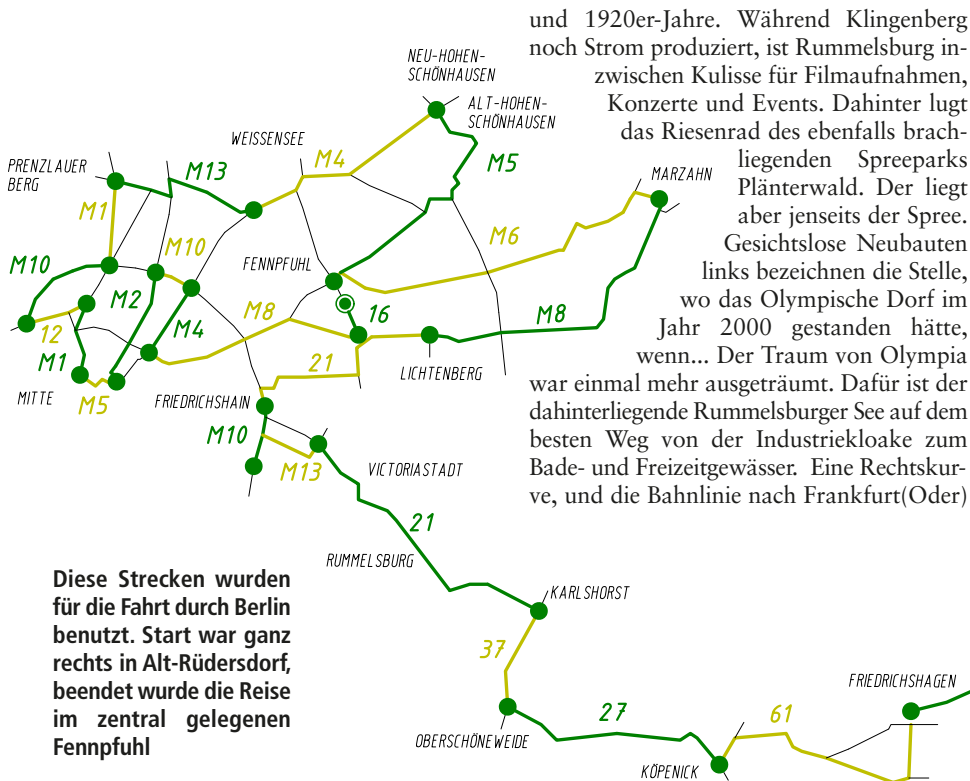 und 1920er-Jahre. Während Klingenberg
noch Strom produziert, ist Rummelsburg in-
zwischen Kulisse für Filmaufnahmen,
Konzerte und Events. Dahinter lugt
das Riesenrad des ebenfalls brach-
liegenden Spreeparks
Plänterwald. Der liegt
aber jenseits der Spree.
Gesichtslose Neubauten
links bezeichnen die Stelle,
wo das Olympische Dorf im
Jahr 2000 gestanden hätte,
wenn... Der Traum von Olympia
war einmal mehr ausgeträumt. Dafür ist der
dahinterliegende Rummelsburger See auf dem
besten Weg von der Industriekloake zum
Bade- und Freizeitgewässer. Eine Rechtskur-
ve, und die Bahnlinie nach Frankfurt(Oder)
NEU-HOHEN-
SCHÖNHAUSEN
ALT-HOHEN-
SCHÖNHAUSEN
WEISSENSEE
M4
M5
PRENZLAUER
BERG
M13
MARZAHN
M1
M10
M6
M10
FENNPFUHL
M2
M8
16
M8
12
M4
M1
21
LICHTENBERG
MITTE
M5
FRIEDRICHSHAIN
M10
M13
VICTORIASTADT
21
RUMMELSBURG
KARLSHORST
37
FRIEDRICHSHAGEN
27
61
OBERSCHÖNEWEIDE
KÖPENICK
Diese Strecken wurden
für die Fahrt durch Berlin
benutzt. Start war ganz
rechts in Alt-Rüdersdorf,
beendet wurde die Reise
im zentral gelegenen
Fennpfuhl